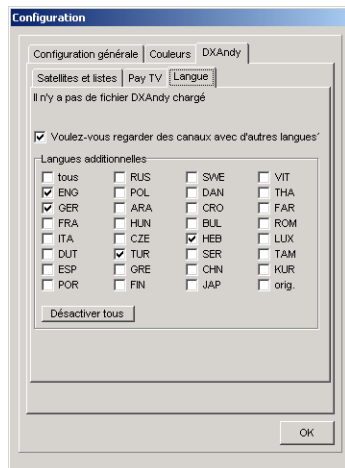 Configuration
Configuration générale Couleurs DXAndy
Satellites et listes Pay TV Langue
Il n'y a pas de fichier DXAndy chargé
Voulez-vous regarder des canaux avec d'autres langues'
Langues additionnelles
tous RUS SWE VIT
ENG POL DAN THA
GER ARA CRO FAR
FRA HUN BUL ROM
ITA CZE HEB LUX
DUT TUR SER TAM
ESP GRE CHN KUR
POR FIN JAP orig.
Désactiver tous
OK